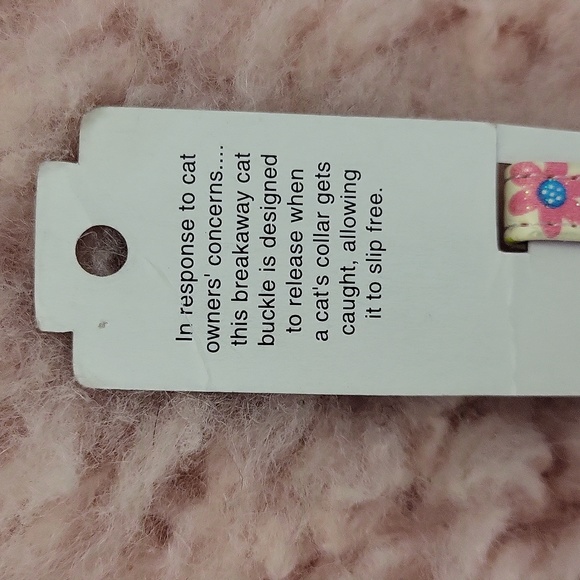 In response to cat
owners' concerns....
this breakaway cat
buckle is designed
to release when
a cat's collar gets
caught, allowing
it to slip free.